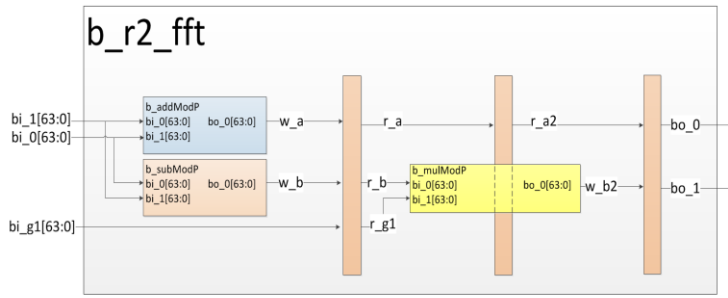 b_r2_fft
b_addModP
bi_1[63:0]
bi_0[63:0]
bi_0[63:0] bo_0[63:0]
bi_1[63:0]
w_a
r_a
r_a2
bo_0
b_subModP
bi_0[63:0] bo_0[63:0]
bi_1[63:0]
w_b
r_b
b_mulModP
bi_0[63:0] bo_0[63:0]
bi_1[63:0]
w_b2
bo_1
bi_g1[63:0]
r_g1